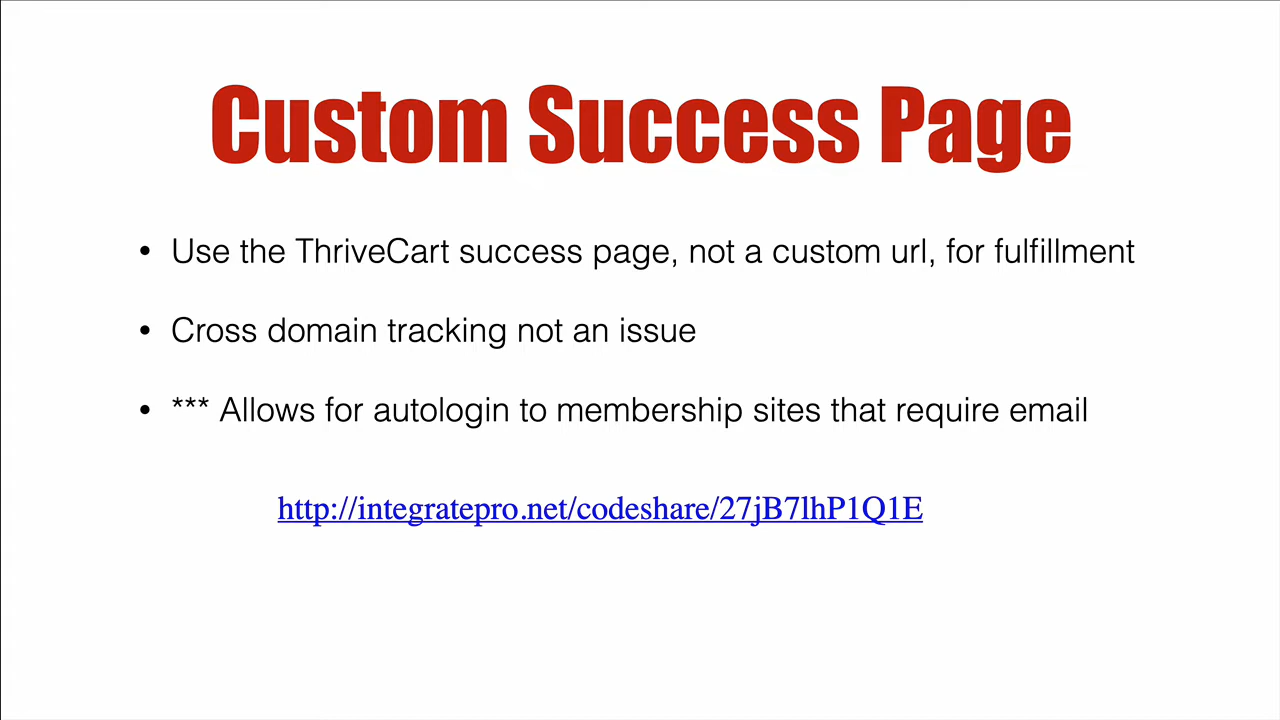 Custom Success Page
• Use the ThriveCart success page, not a custom url, for fulfillment
• Cross domain tracking not an issue
• *** Allows for autologin to membership sites that require email
http://integratepro.net/codeshare/27jB7lhP1Q1E